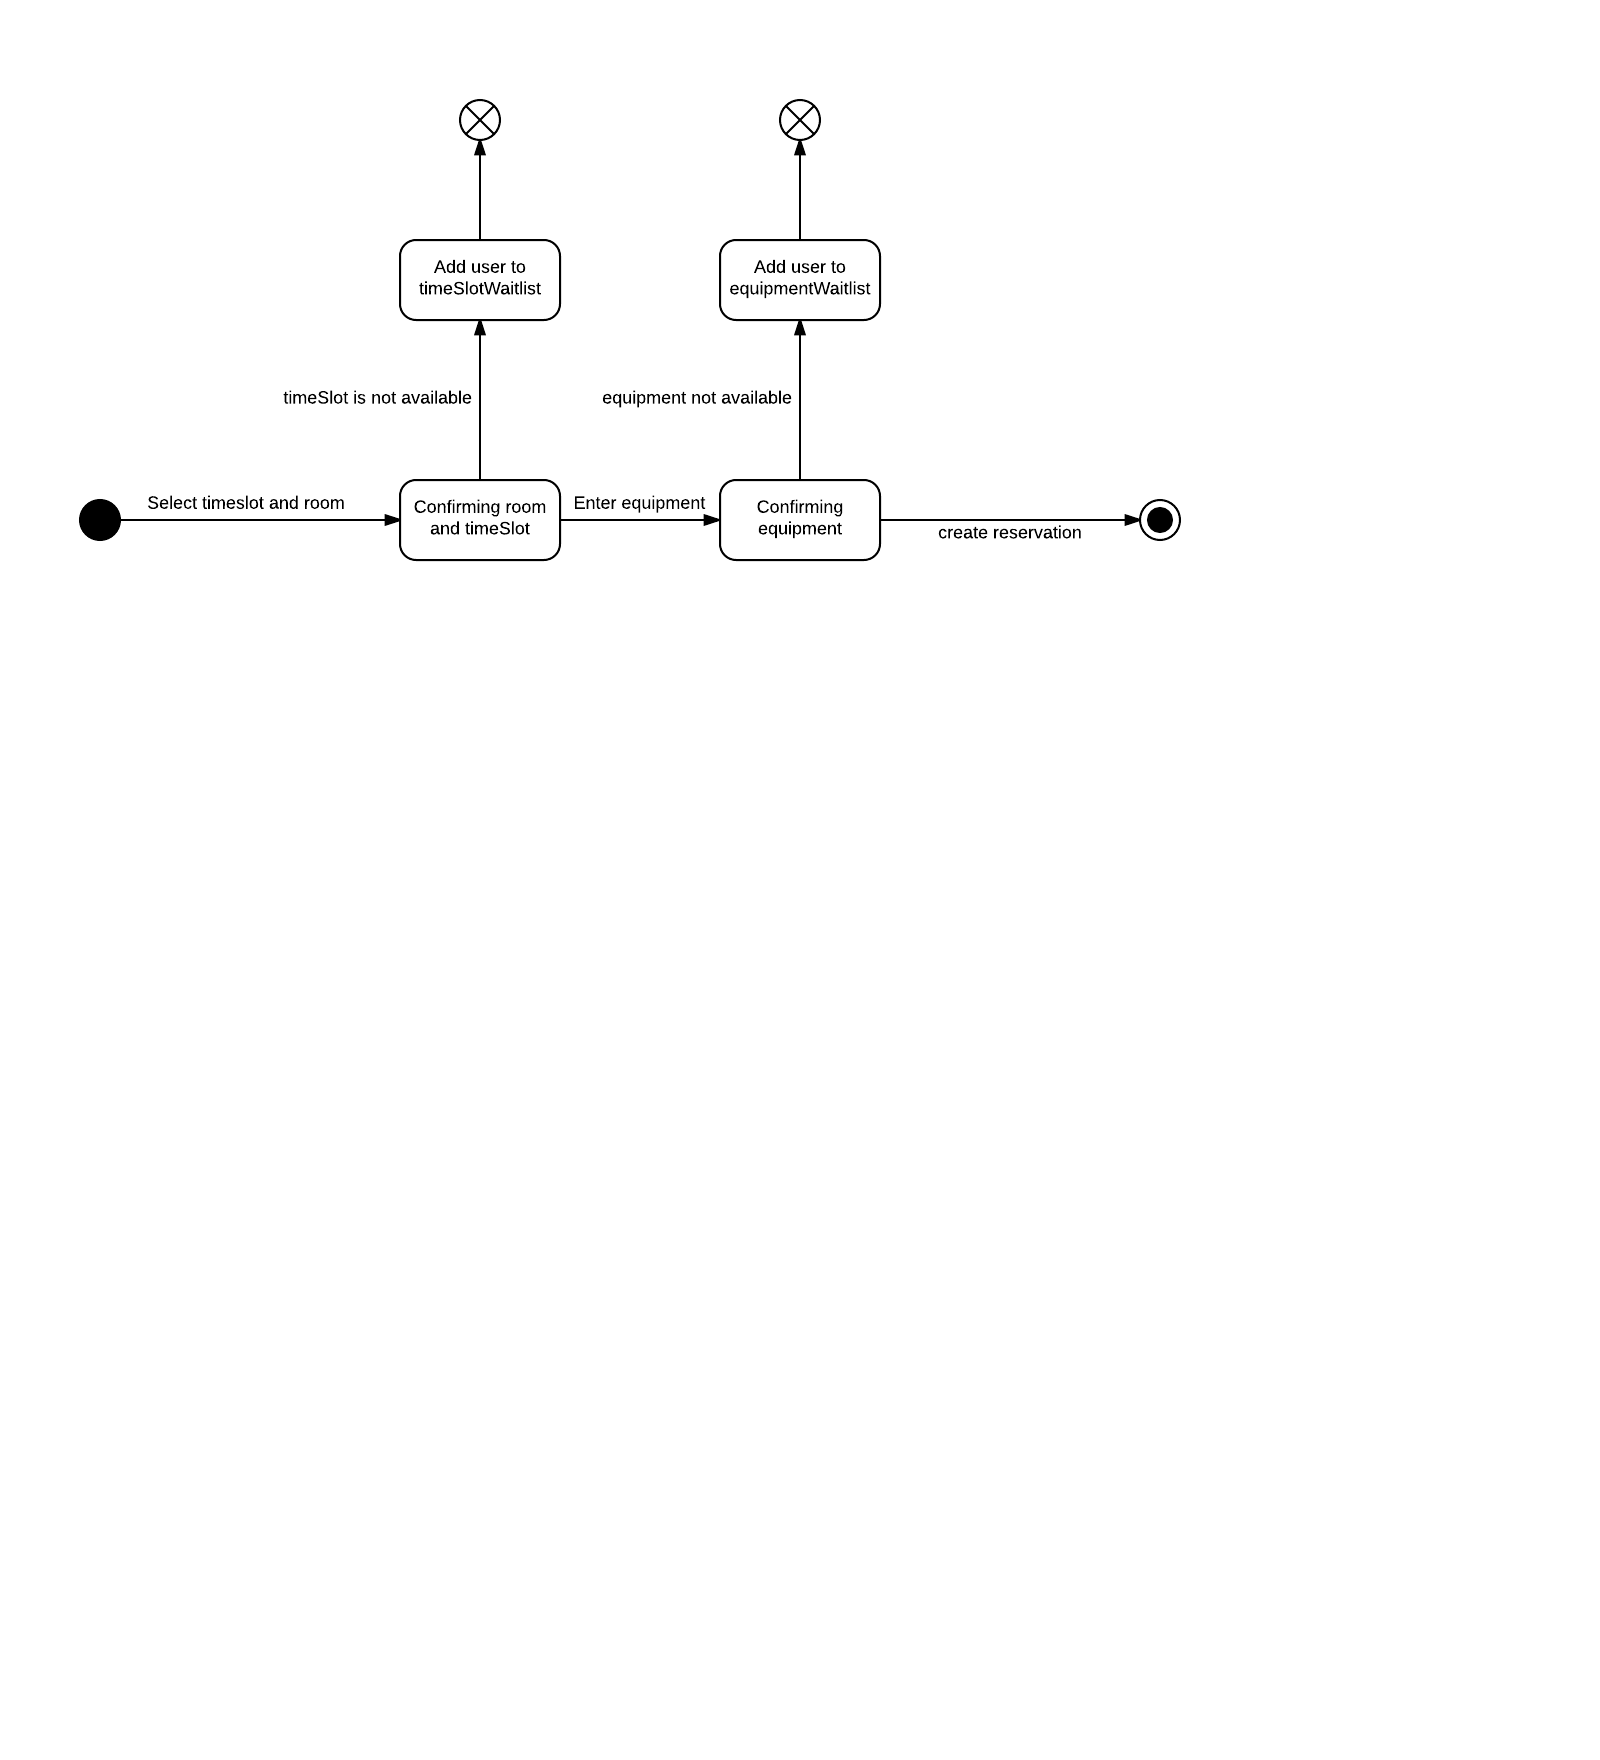 Add user to
timeSlotWaitlist
Add user to
equipmentWaitlist
timeSlot is not available
equipment not available
Select timeslot and room
Confirming room
and timeSlot
Enter equipment
Confirming
equipment
create reservation